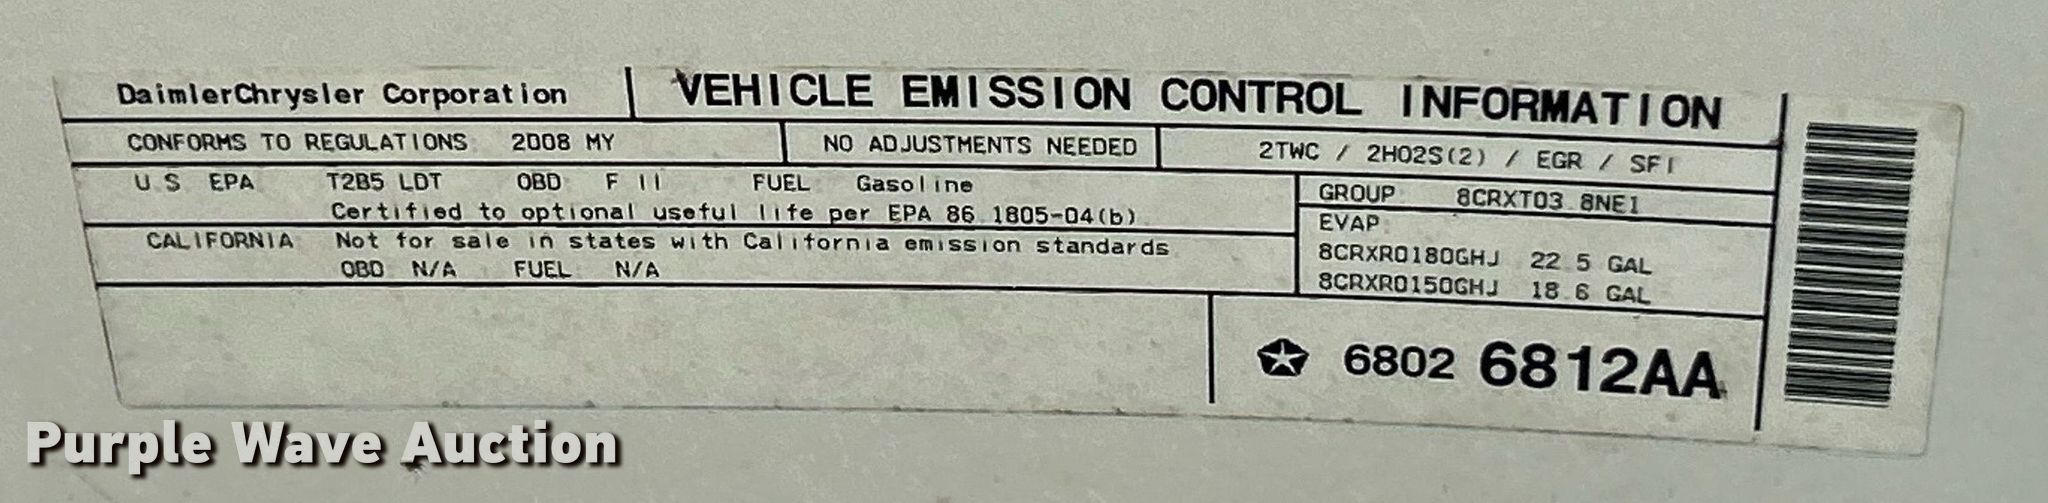 DaimlerChrysler Corporation
VEHICLE EMISSION CONTROL INFORMATION
CONFORMS TO REGULATIONS: 2008 MY
NO ADJUSTMENTS NEEDED
2TWC / 2HO2S(2) / EGR / SFI
U.S. EPA: T2B5 LDT OBD: F II FUEL: Gasoline
Certified to optional useful life per EPA 86.1805-04(b).
CALIFORNIA: Not for sale in states with California emission standards.
OBD: N/A FUEL: N/A
GROUP: 8CRXT03.8NE1
EVAP:
8CRXR0180GHJ 22.5 GAL
8CRXR0150GHJ 18.6 GAL
6802 6812AA
Purple Wave Auction